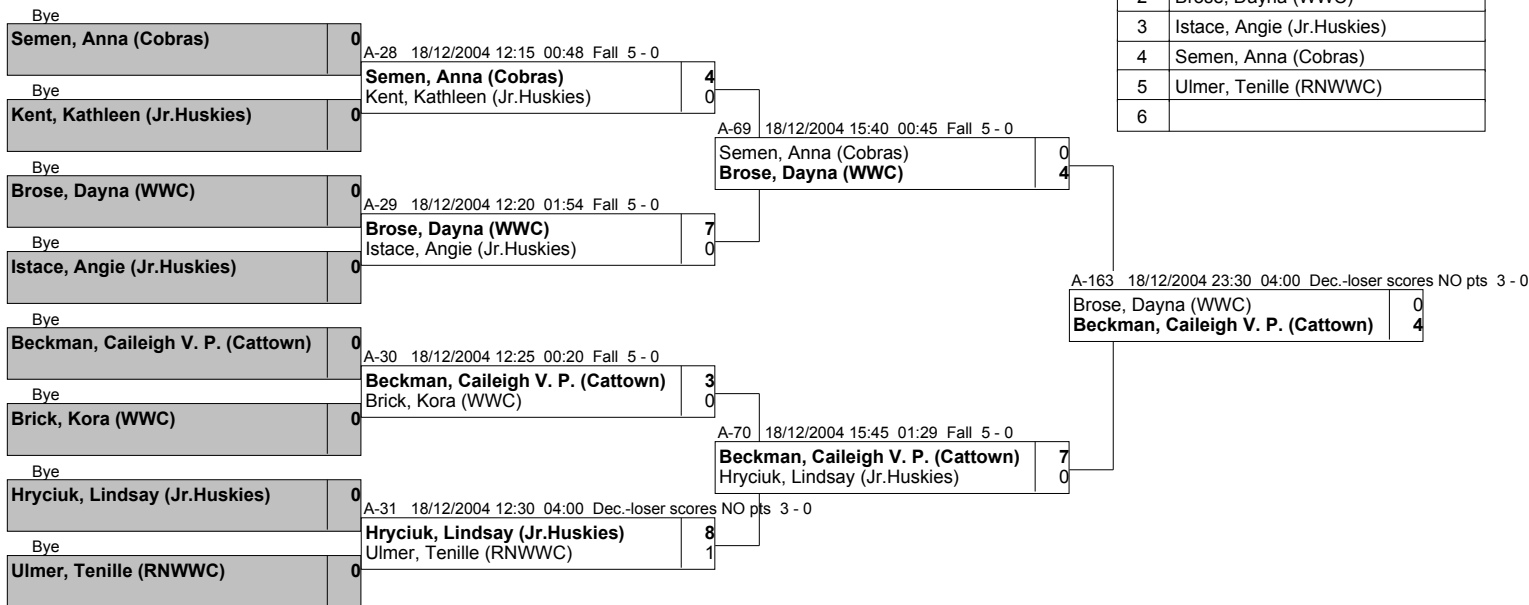 2 Brose, Dayna (WWC)
3 Istace, Angie (Jr.Huskies)
4 Semen, Anna (Cobras)
5 Ulmer, Tenille (RNWWC)
6
Bye
Semen, Anna (Cobras) 0
Bye
Kent, Kathleen (Jr.Huskies) 0
Bye
Brose, Dayna (WWC) 0
Bye
Istace, Angie (Jr.Huskies) 0
Bye
Beckman, Caileigh V. P. (Cattown) 0
Bye
Brick, Kora (WWC) 0
Bye
Hryciuk, Lindsay (Jr.Huskies) 0
Bye
Ulmer, Tenille (RNWWC) 0
A-28 18/12/2004 12:15 00:48 Fall 5 - 0
Semen, Anna (Cobras) 4
Kent, Kathleen (Jr.Huskies) 0
A-29 18/12/2004 12:20 01:54 Fall 5 - 0
Brose, Dayna (WWC) 7
Istace, Angie (Jr.Huskies) 0
A-30 18/12/2004 12:25 00:20 Fall 5 - 0
Beckman, Caileigh V. P. (Cattown) 3
Brick, Kora (WWC) 0
A-31 18/12/2004 12:30 04:00 Dec.-loser scores NO pts 3 - 0
Hryciuk, Lindsay (Jr.Huskies) 8
Ulmer, Tenille (RNWWC) 1
A-69 18/12/2004 15:40 00:45 Fall 5 - 0
Semen, Anna (Cobras) 0
Brose, Dayna (WWC) 4
A-70 18/12/2004 15:45 01:29 Fall 5 - 0
Beckman, Caileigh V. P. (Cattown) 7
Hryciuk, Lindsay (Jr.Huskies) 0
A-163 18/12/2004 23:30 04:00 Dec.-loser scores NO pts 3 - 0
Brose, Dayna (WWC) 0
Beckman, Caileigh V. P. (Cattown) 4